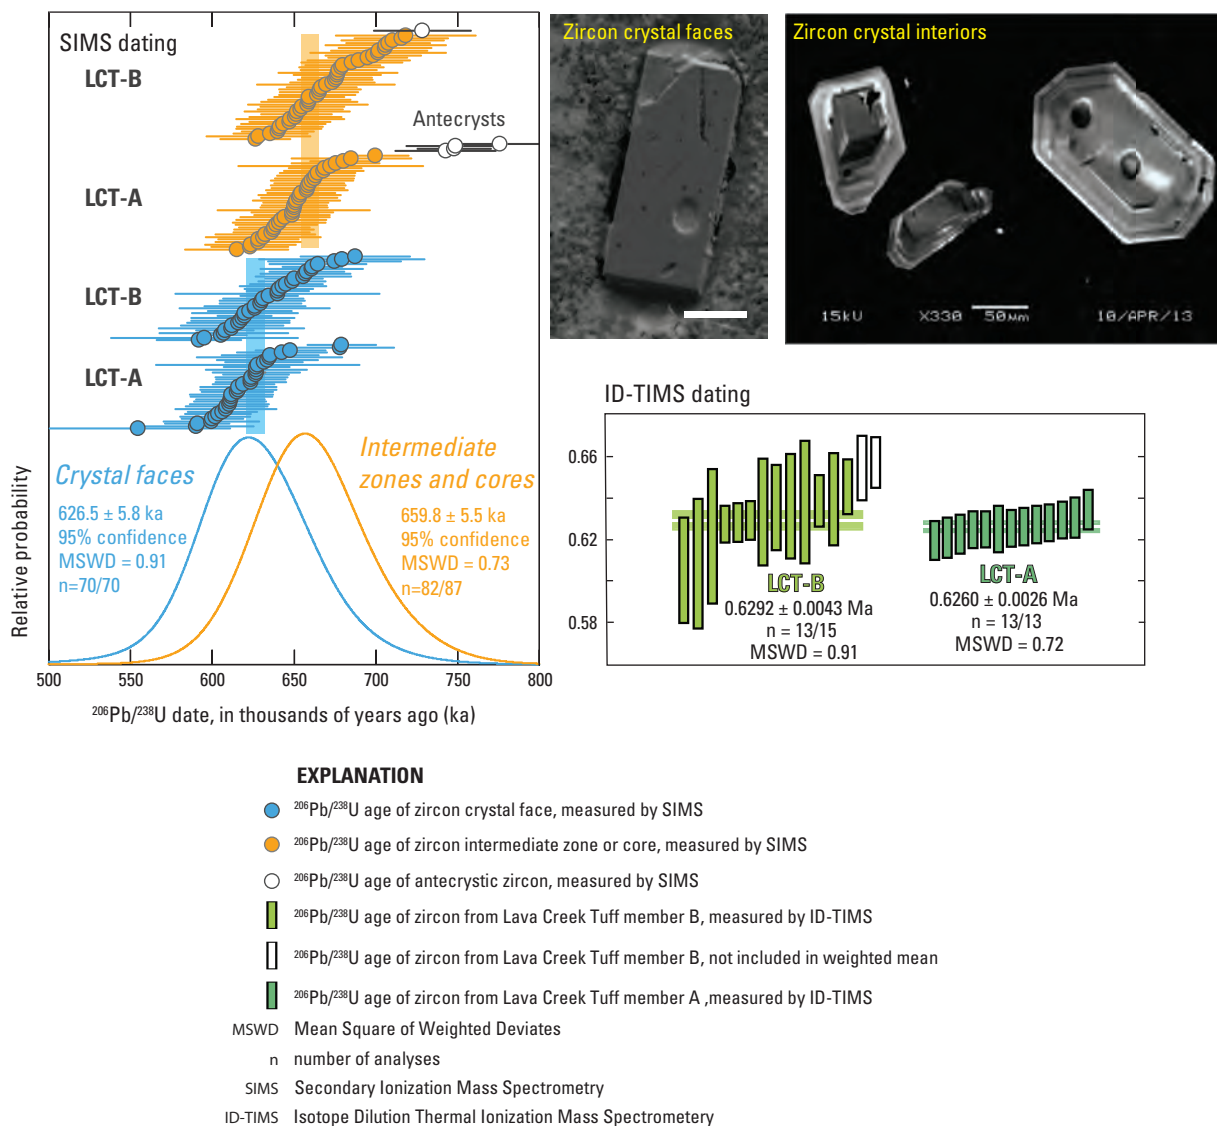 SIMS dating
LCT-B
Antecrysts
LCT-A
LCT-B
LCT-A
Crystal faces
626.5 ± 5.8 ka
95% confidence
MSWD = 0.91
n=70/70
Intermediate
zones and cores
659.8 ± 5.5 ka
95% confidence
MSWD = 0.73
n=82/87
Relative probability
500 550 600 650 700 750 800
²⁰⁶Pb/²³⁸U date, in thousands of years ago (ka)
Zircon crystal faces
Zircon crystal interiors
15kU X330 50μm 10/APR/13
ID-TIMS dating
0.66
0.62
0.58
LCT-B
0.6292 ± 0.0043 Ma
n = 13/15
MSWD = 0.91
LCT-A
0.6260 ± 0.0026 Ma
n = 13/13
MSWD = 0.72
EXPLANATION
²⁰⁶Pb/²³⁸U age of zircon crystal face, measured by SIMS
²⁰⁶Pb/²³⁸U age of zircon intermediate zone or core, measured by SIMS
²⁰⁶Pb/²³⁸U age of antecrystic zircon, measured by SIMS
²⁰⁶Pb/²³⁸U age of zircon from Lava Creek Tuff member B, measured by ID-TIMS
²⁰⁶Pb/²³⁸U age of zircon from Lava Creek Tuff member B, not included in weighted mean
²⁰⁶Pb/²³⁸U age of zircon from Lava Creek Tuff member A ,measured by ID-TIMS
MSWD Mean Square of Weighted Deviates
n number of analyses
SIMS Secondary Ionization Mass Spectrometry
ID-TIMS Isotope Dilution Thermal Ionization Mass Spectrometery